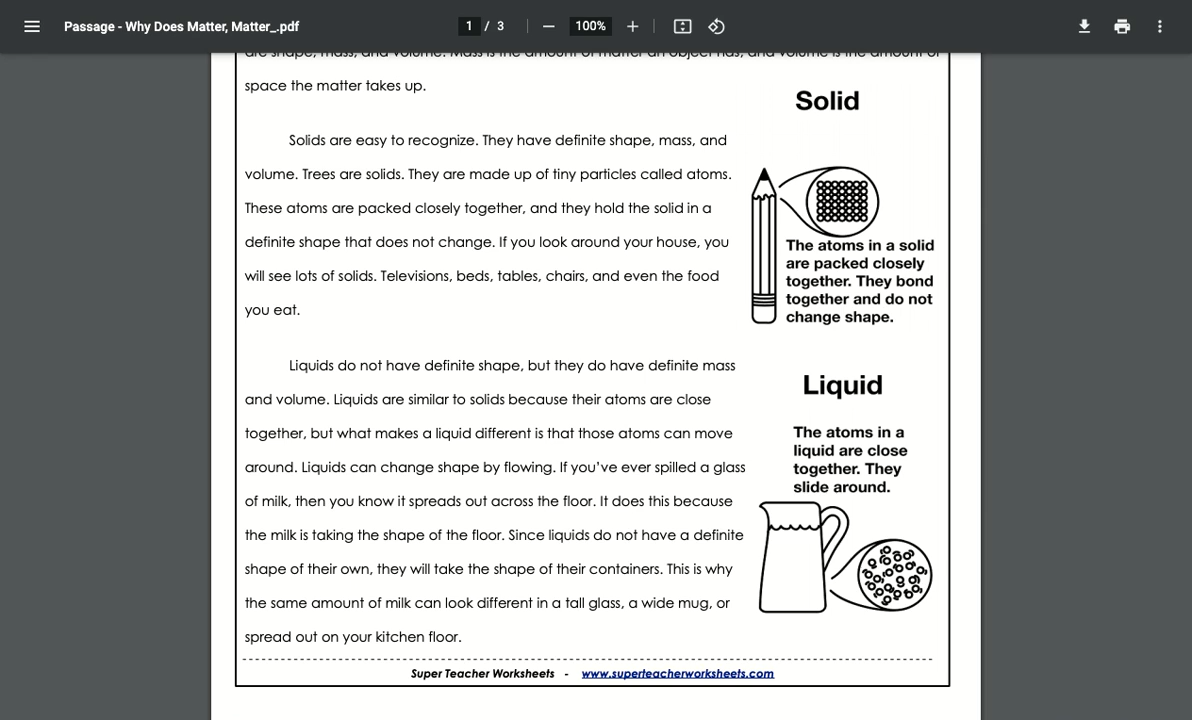 Passage - Why Does Matter, Matter_.pdf
1 / 3
100%
are shape, mass, and volume. Mass is the amount of matter an object has, and volume is the amount of
space the matter takes up.
Solid
Solids are easy to recognize. They have definite shape, mass, and
volume. Trees are solids. They are made up of tiny particles called atoms.
These atoms are packed closely together, and they hold the solid in a
definite shape that does not change. If you look around your house, you
will see lots of solids. Televisions, beds, tables, chairs, and even the food
you eat.
The atoms in a solid
are packed closely
together. They bond
together and do not
change shape.
Liquids do not have definite shape, but they do have definite mass
and volume. Liquids are similar to solids because their atoms are close
together, but what makes a liquid different is that those atoms can move
around. Liquids can change shape by flowing. If you've ever spilled a glass
of milk, then you know it spreads out across the floor. It does this because
the milk is taking the shape of the floor. Since liquids do not have a definite
shape of their own, they will take the shape of their containers. This is why
the same amount of milk can look different in a tall glass, a wide mug, or
spread out on your kitchen floor.
Liquid
The atoms in a
liquid are close
together. They
slide around.
Super Teacher Worksheets - www.superteacherworksheets.com